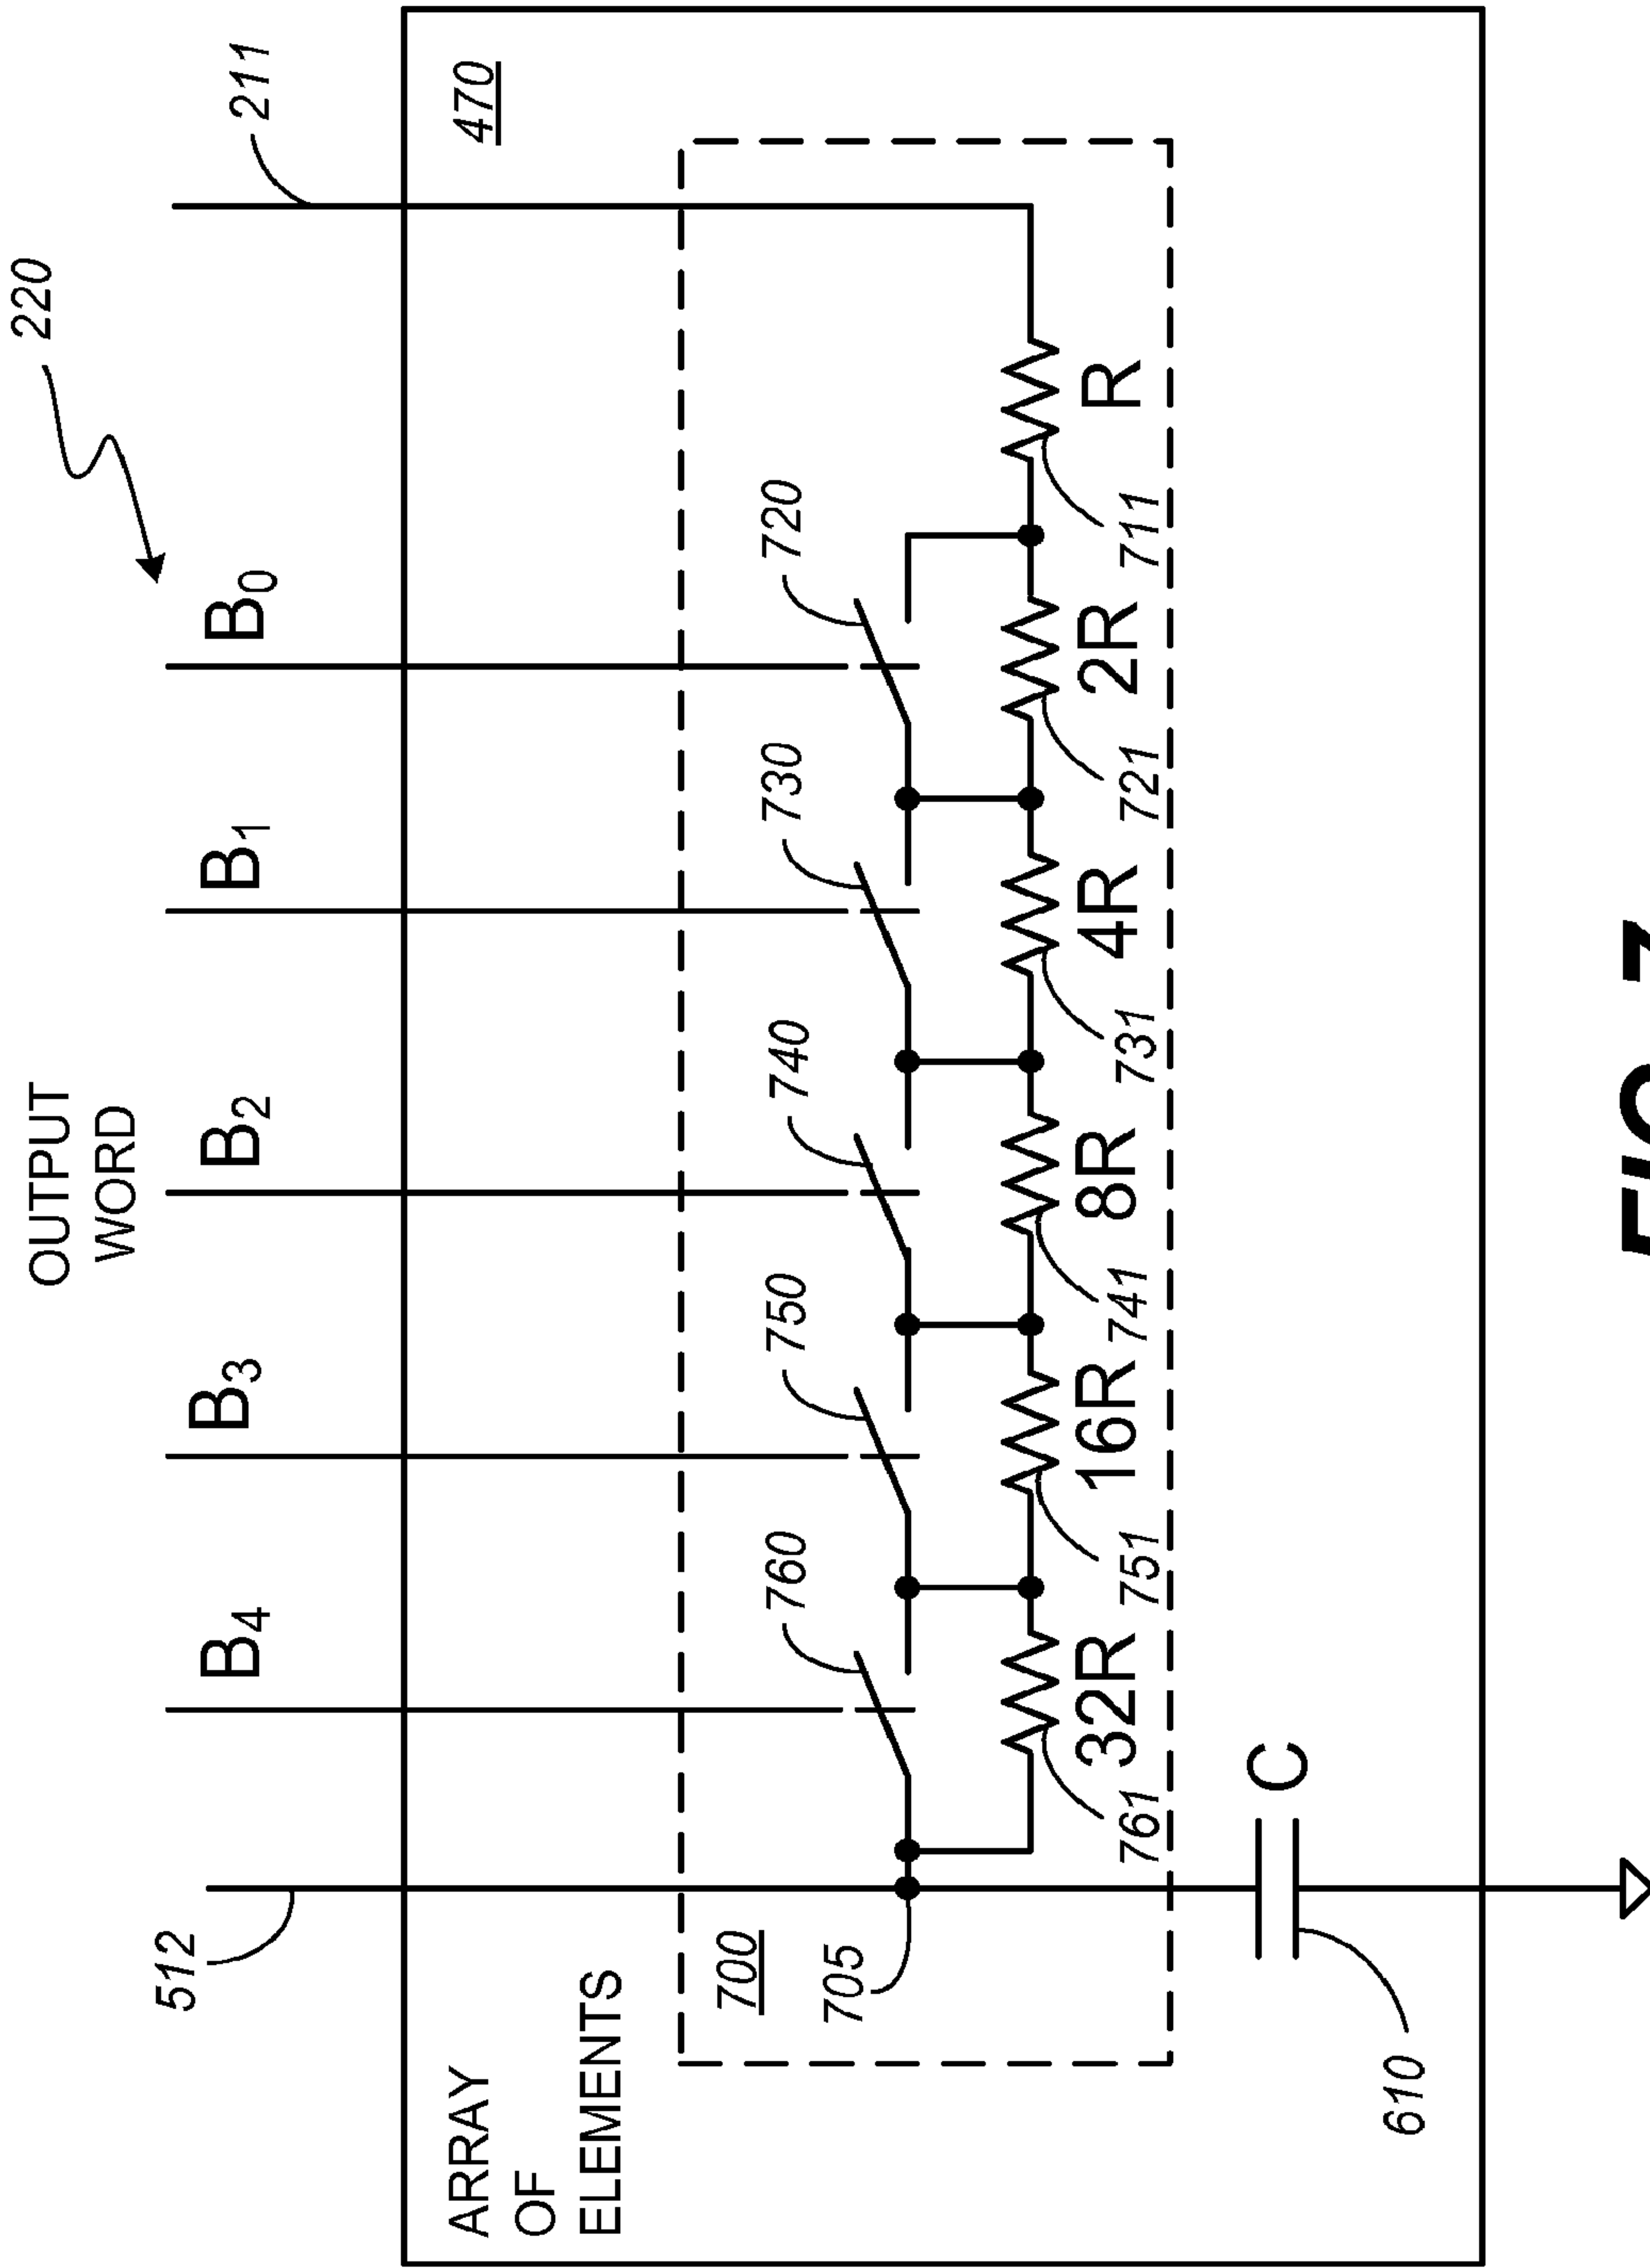 OUTPUT
WORD
220
512
B₄
B₃
B₂
B₁
B₀
211
ARRAY
OF
ELEMENTS
470
700
705
760
750
740
730
720
761
32R
751
16R
741
8R
731
4R
721
2R
711
R
C
610